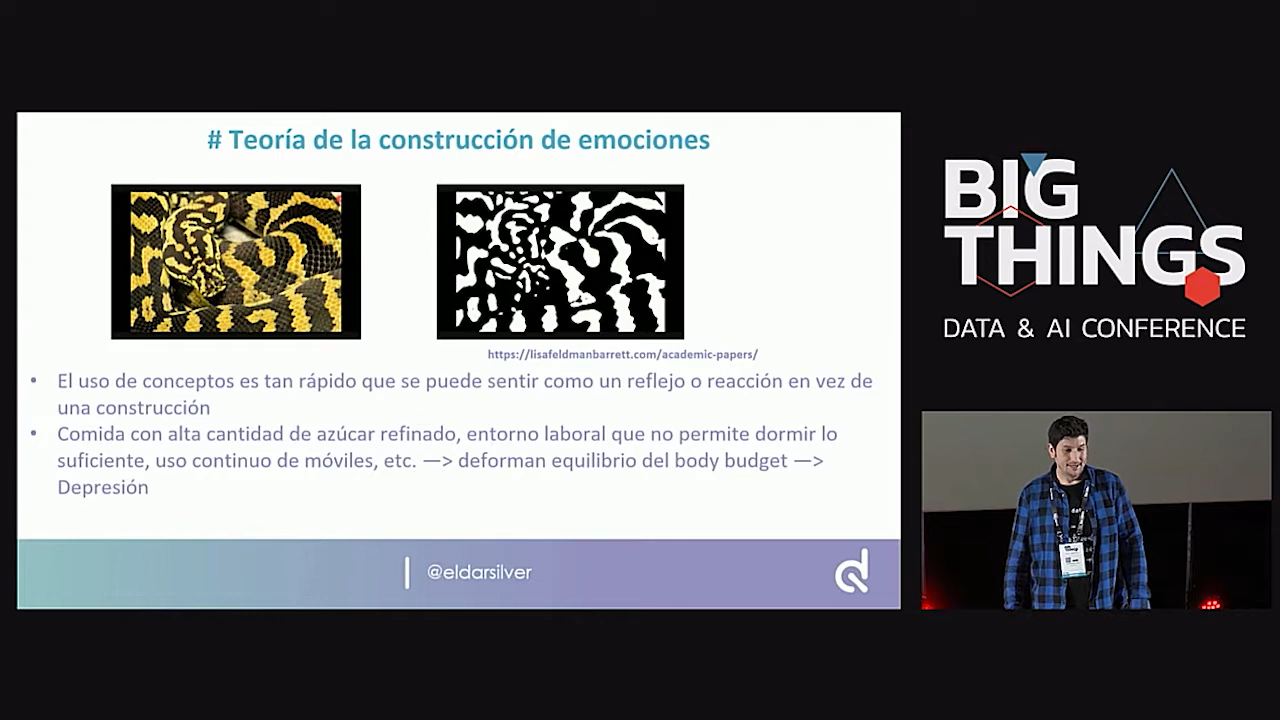 # Teoría de la construcción de emociones
https://lisafeldmanbarrett.com/academic-papers/
• El uso de conceptos es tan rápido que se puede sentir como un reflejo o reacción en vez de
una construcción
• Comida con alta cantidad de azúcar refinado, entorno laboral que no permite dormir lo
suficiente, uso continuo de móviles, etc. —> deforman equilibrio del body budget —>
Depresión
@eldarsilver
BIG
THINGS
DATA & AI CONFERENCE